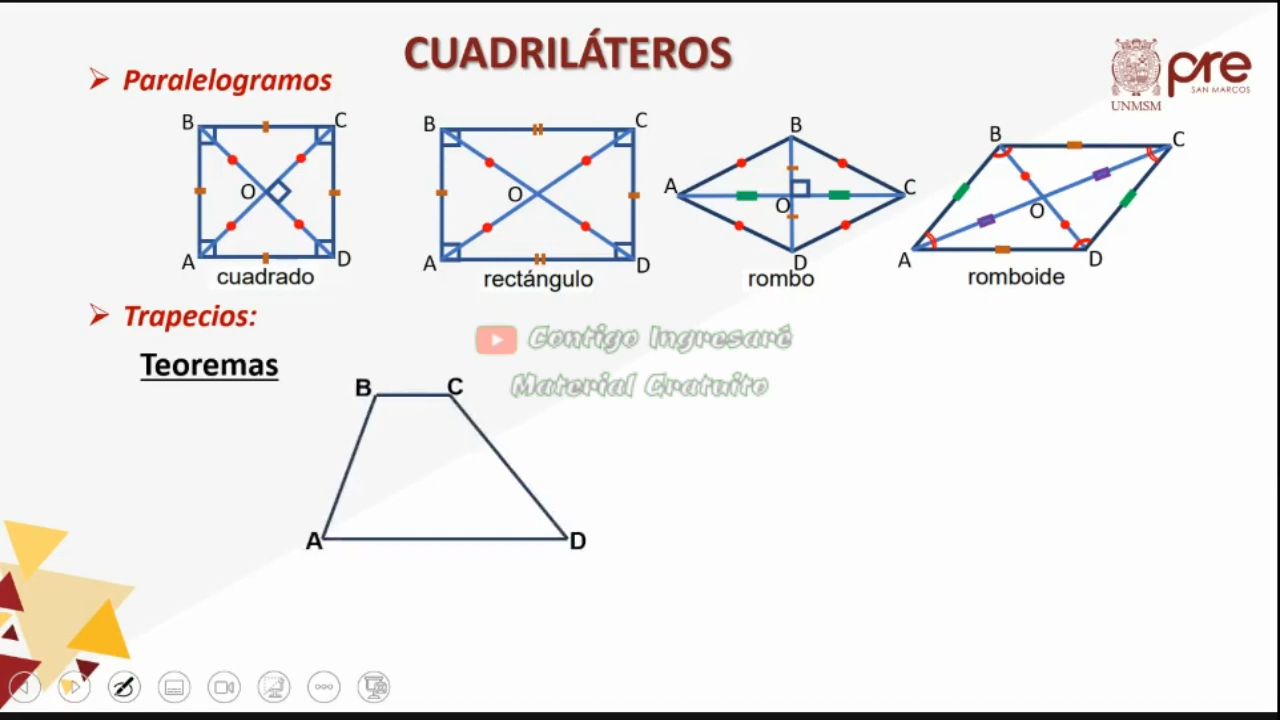 CUADRILÁTEROS
Paralelogramos
pre
SAN MARCOS
UNMSM
B C
O
A D
cuadrado
B C
O
A D
rectángulo
B
A C
O
D
rombo
B C
O
A D
romboide
Trapecios:
Contigo Ingresaré
Material Gratuito
Teoremas
B C
A D